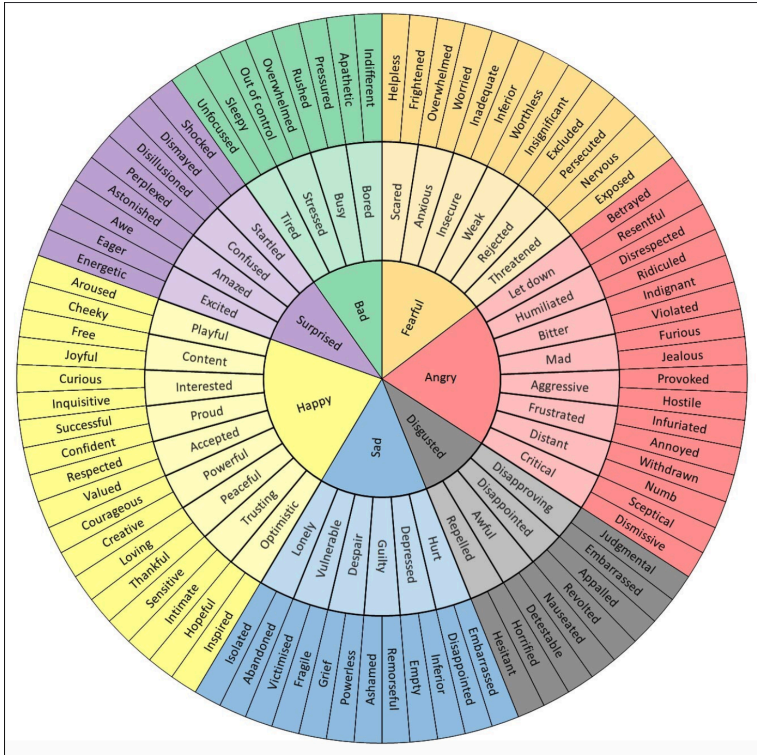 Fearful
Angry
Disgusted
Sad
Happy
Surprised
Bad
Scared
Anxious
Insecure
Weak
Rejected
Threatened
Let down
Humiliated
Bitter
Mad
Aggressive
Frustrated
Distant
Critical
Disapproving
Disappointed
Awful
Repelled
Hurt
Depressed
Guilty
Despair
Vulnerable
Lonely
Optimistic
Trusting
Peaceful
Powerful
Accepted
Proud
Interested
Content
Playful
Excited
Amazed
Confused
Startled
Tired
Stressed
Busy
Bored
Helpless
Frightened
Overwhelmed
Worried
Inadequate
Inferior
Worthless
Insignificant
Excluded
Persecuted
Nervous
Exposed
Betrayed
Resentful
Disrespected
Ridiculed
Indignant
Violated
Furious
Jealous
Provoked
Hostile
Infuriated
Annoyed
Withdrawn
Numb
Sceptical
Dismissive
Judgmental
Embarrassed
Appalled
Revolted
Nauseated
Detestable
Horrified
Hesitant
Embarrassed
Disappointed
Inferior
Empty
Remorseful
Ashamed
Powerless
Grief
Fragile
Victimised
Abandoned
Isolated
Inspired
Hopeful
Intimate
Sensitive
Thankful
Loving
Creative
Courageous
Valued
Respected
Confident
Successful
Inquisitive
Curious
Joyful
Free
Cheeky
Aroused
Energetic
Eager
Awe
Astonished
Perplexed
Disillusioned
Dismayed
Shocked
Unfocussed
Sleepy
Out of control
Overwhelmed
Rushed
Pressured
Apathetic
Indifferent